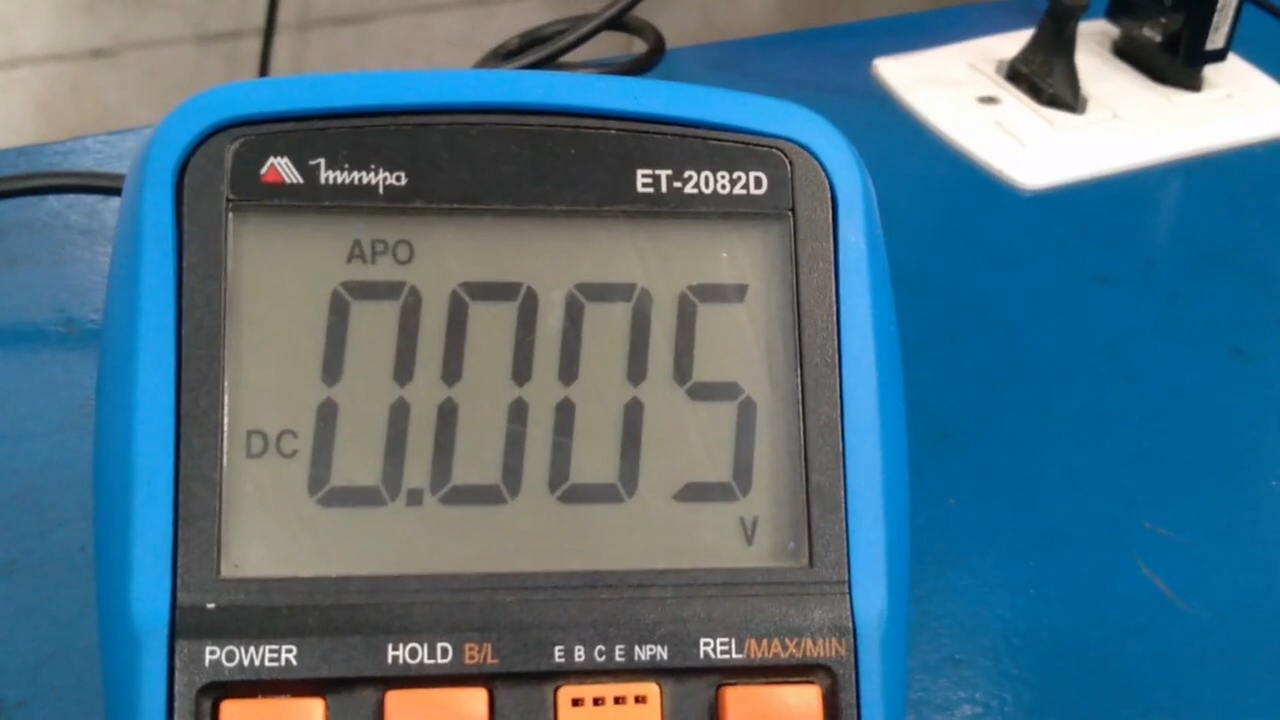 minipa
ET-2082D
APO
DC
0.005
V
POWER
HOLD B/L
E B C E NPN
REL/MAX/MIN